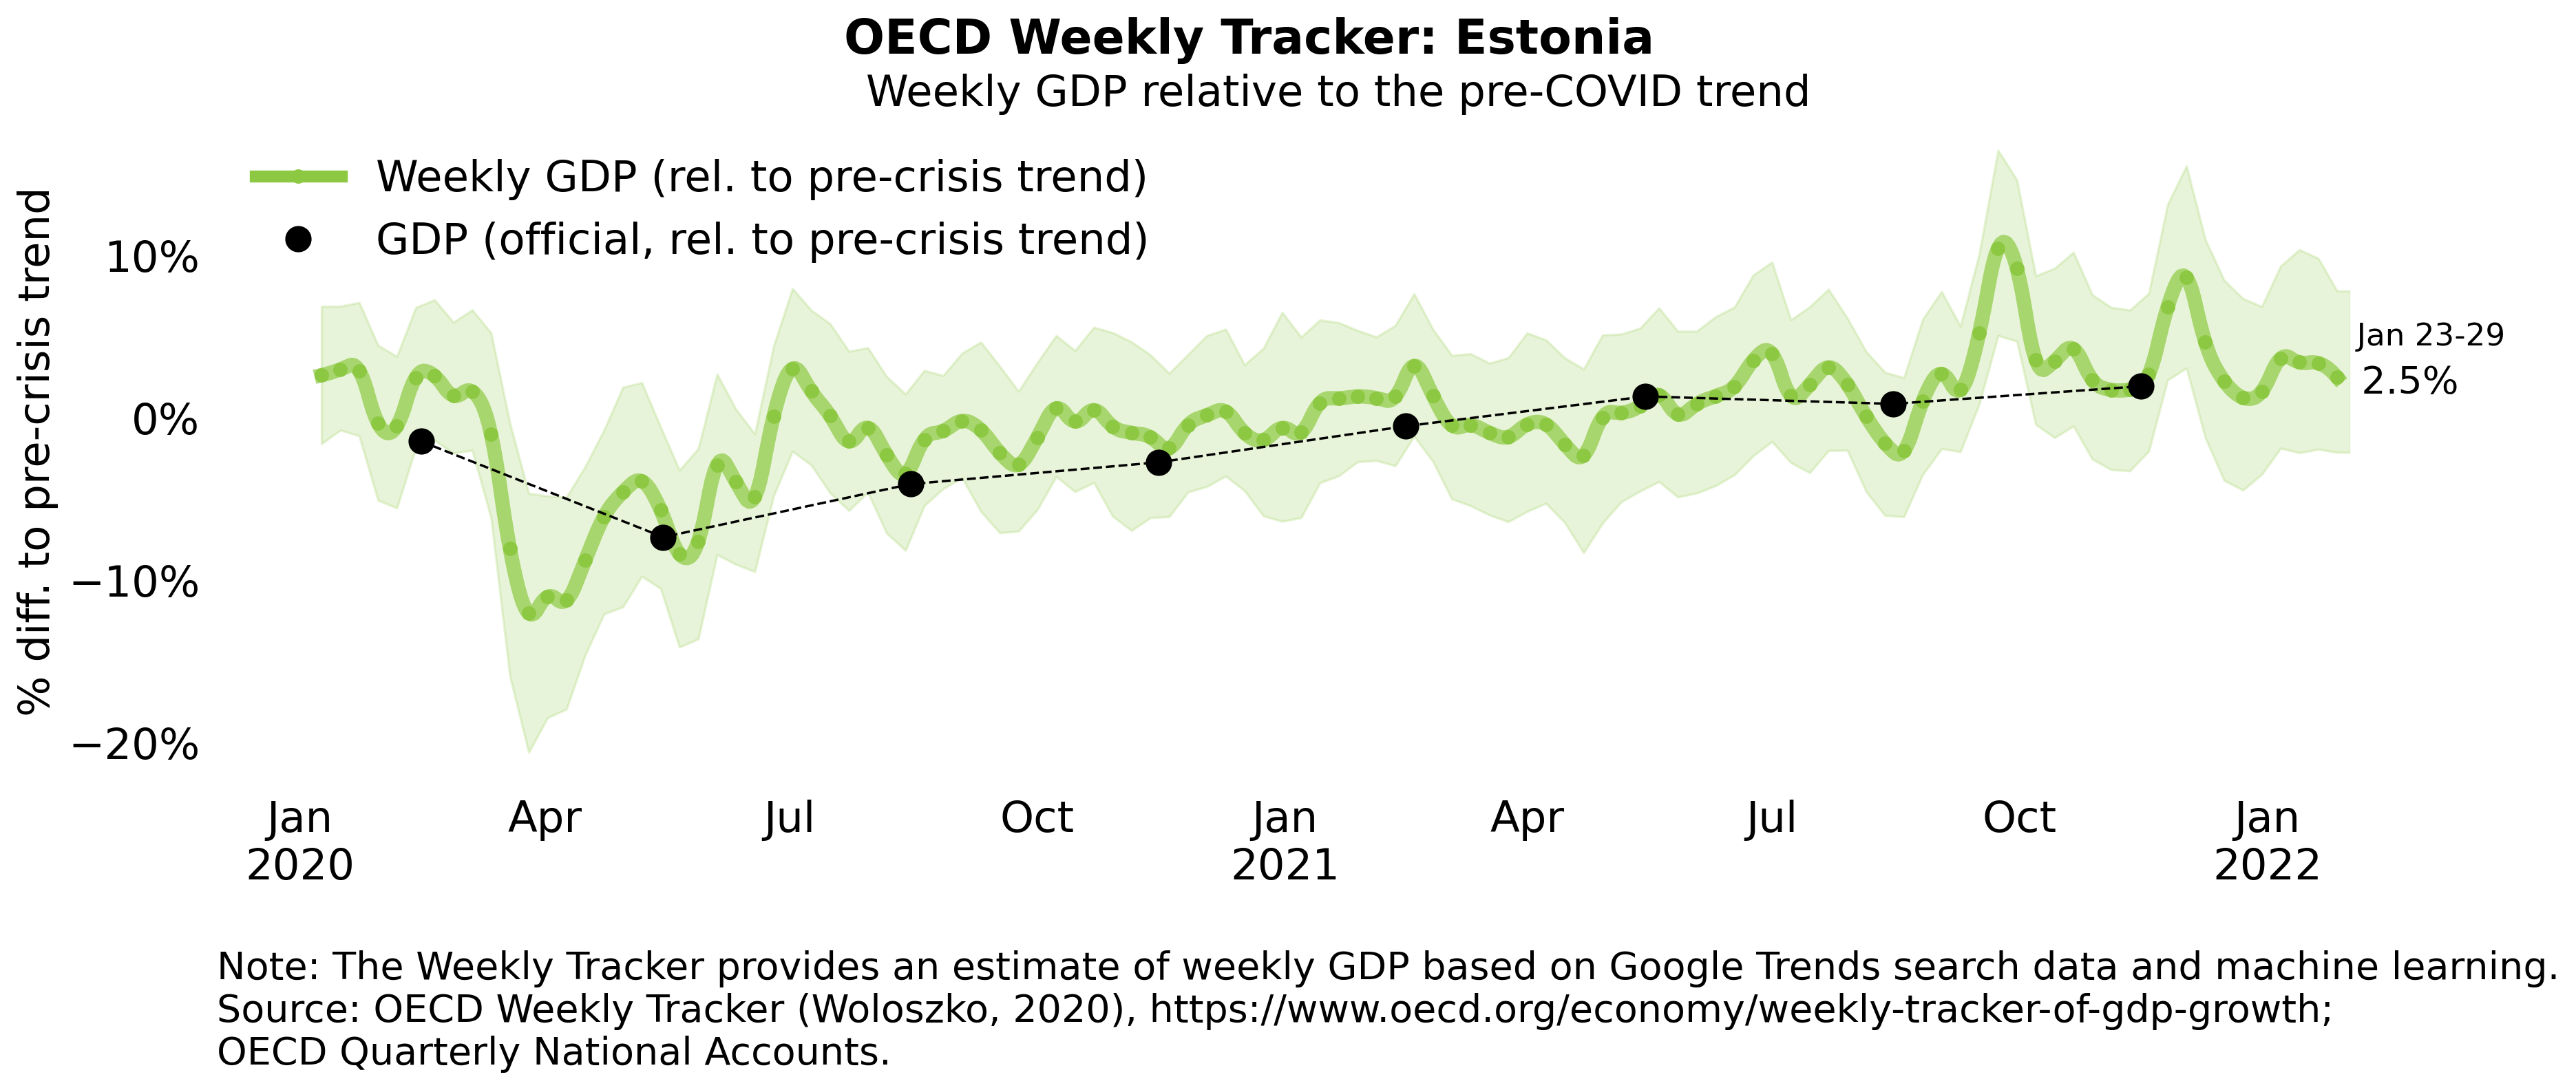 OECD Weekly Tracker: Estonia
Weekly GDP relative to the pre-COVID trend
Weekly GDP (rel. to pre-crisis trend)
GDP (official, rel. to pre-crisis trend)
% diff. to pre-crisis trend
10%
0%
−10%
−20%
Jan 23-29
2.5%
Jan Apr Jul Oct Jan Apr Jul Oct Jan
2020 2021 2022
Note: The Weekly Tracker provides an estimate of weekly GDP based on Google Trends search data and machine learning.
Source: OECD Weekly Tracker (Woloszko, 2020), https://www.oecd.org/economy/weekly-tracker-of-gdp-growth;
OECD Quarterly National Accounts.